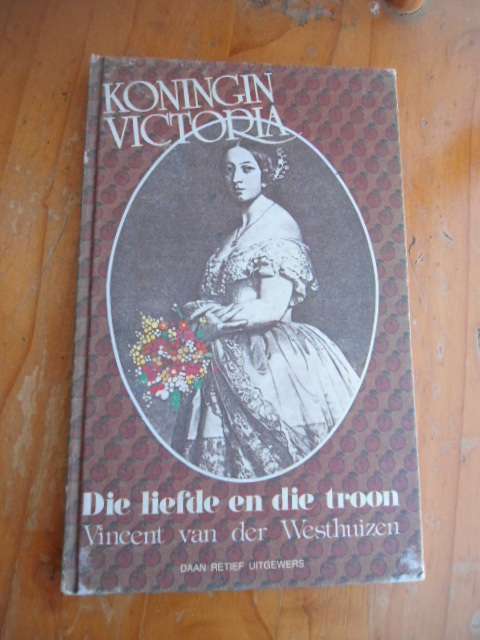 KONINGIN
VICTORIA
Die liefde en die troon
Vincent van der Westhuizen
DAAN RETIEF UITGEWERS